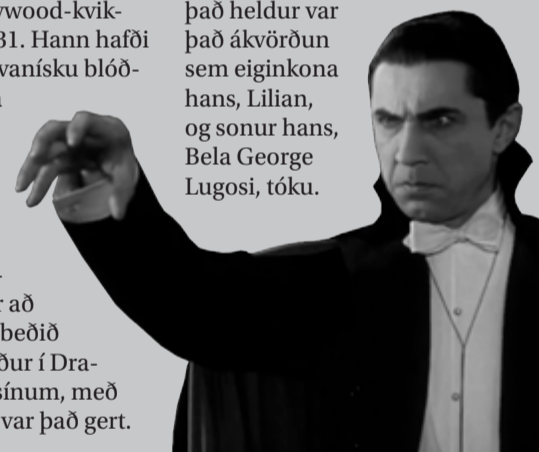 ywood-kvik-
31. Hann hafði
vanísku blóð-
r að
beðið
ður í Dra-
sínum, með
var það gert.
það heldur var
það ákvörðun
sem eiginkona
hans, Lilian,
og sonur hans,
Bela George
Lugosi, tóku.